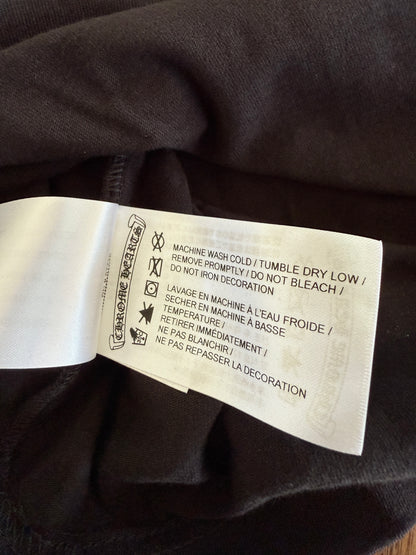 CHROME HEARTS
MACHINE WASH COLD / TUMBLE DRY LOW /
REMOVE PROMPTLY / DO NOT BLEACH /
DO NOT IRON DECORATION
LAVAGE EN MACHINE À L'EAU FROIDE /
SECHER EN MACHINE À BASSE
TEMPERATURE /
RETIRER IMMÉDIATEMENT /
NE PAS BLANCHIR /
NE PAS REPASSER LA DECORATION